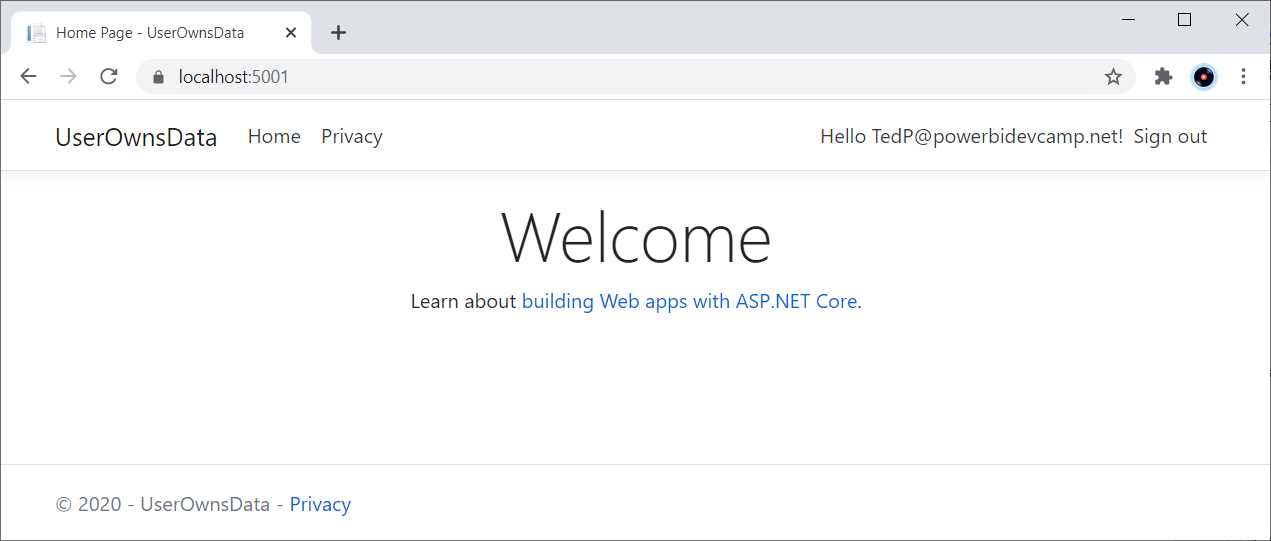 Home Page - UserOwnsData
localhost:5001
UserOwnsData Home Privacy Hello TedP@powerbidevcamp.net! Sign out
Welcome
Learn about building Web apps with ASP.NET Core.
© 2020 - UserOwnsData - Privacy